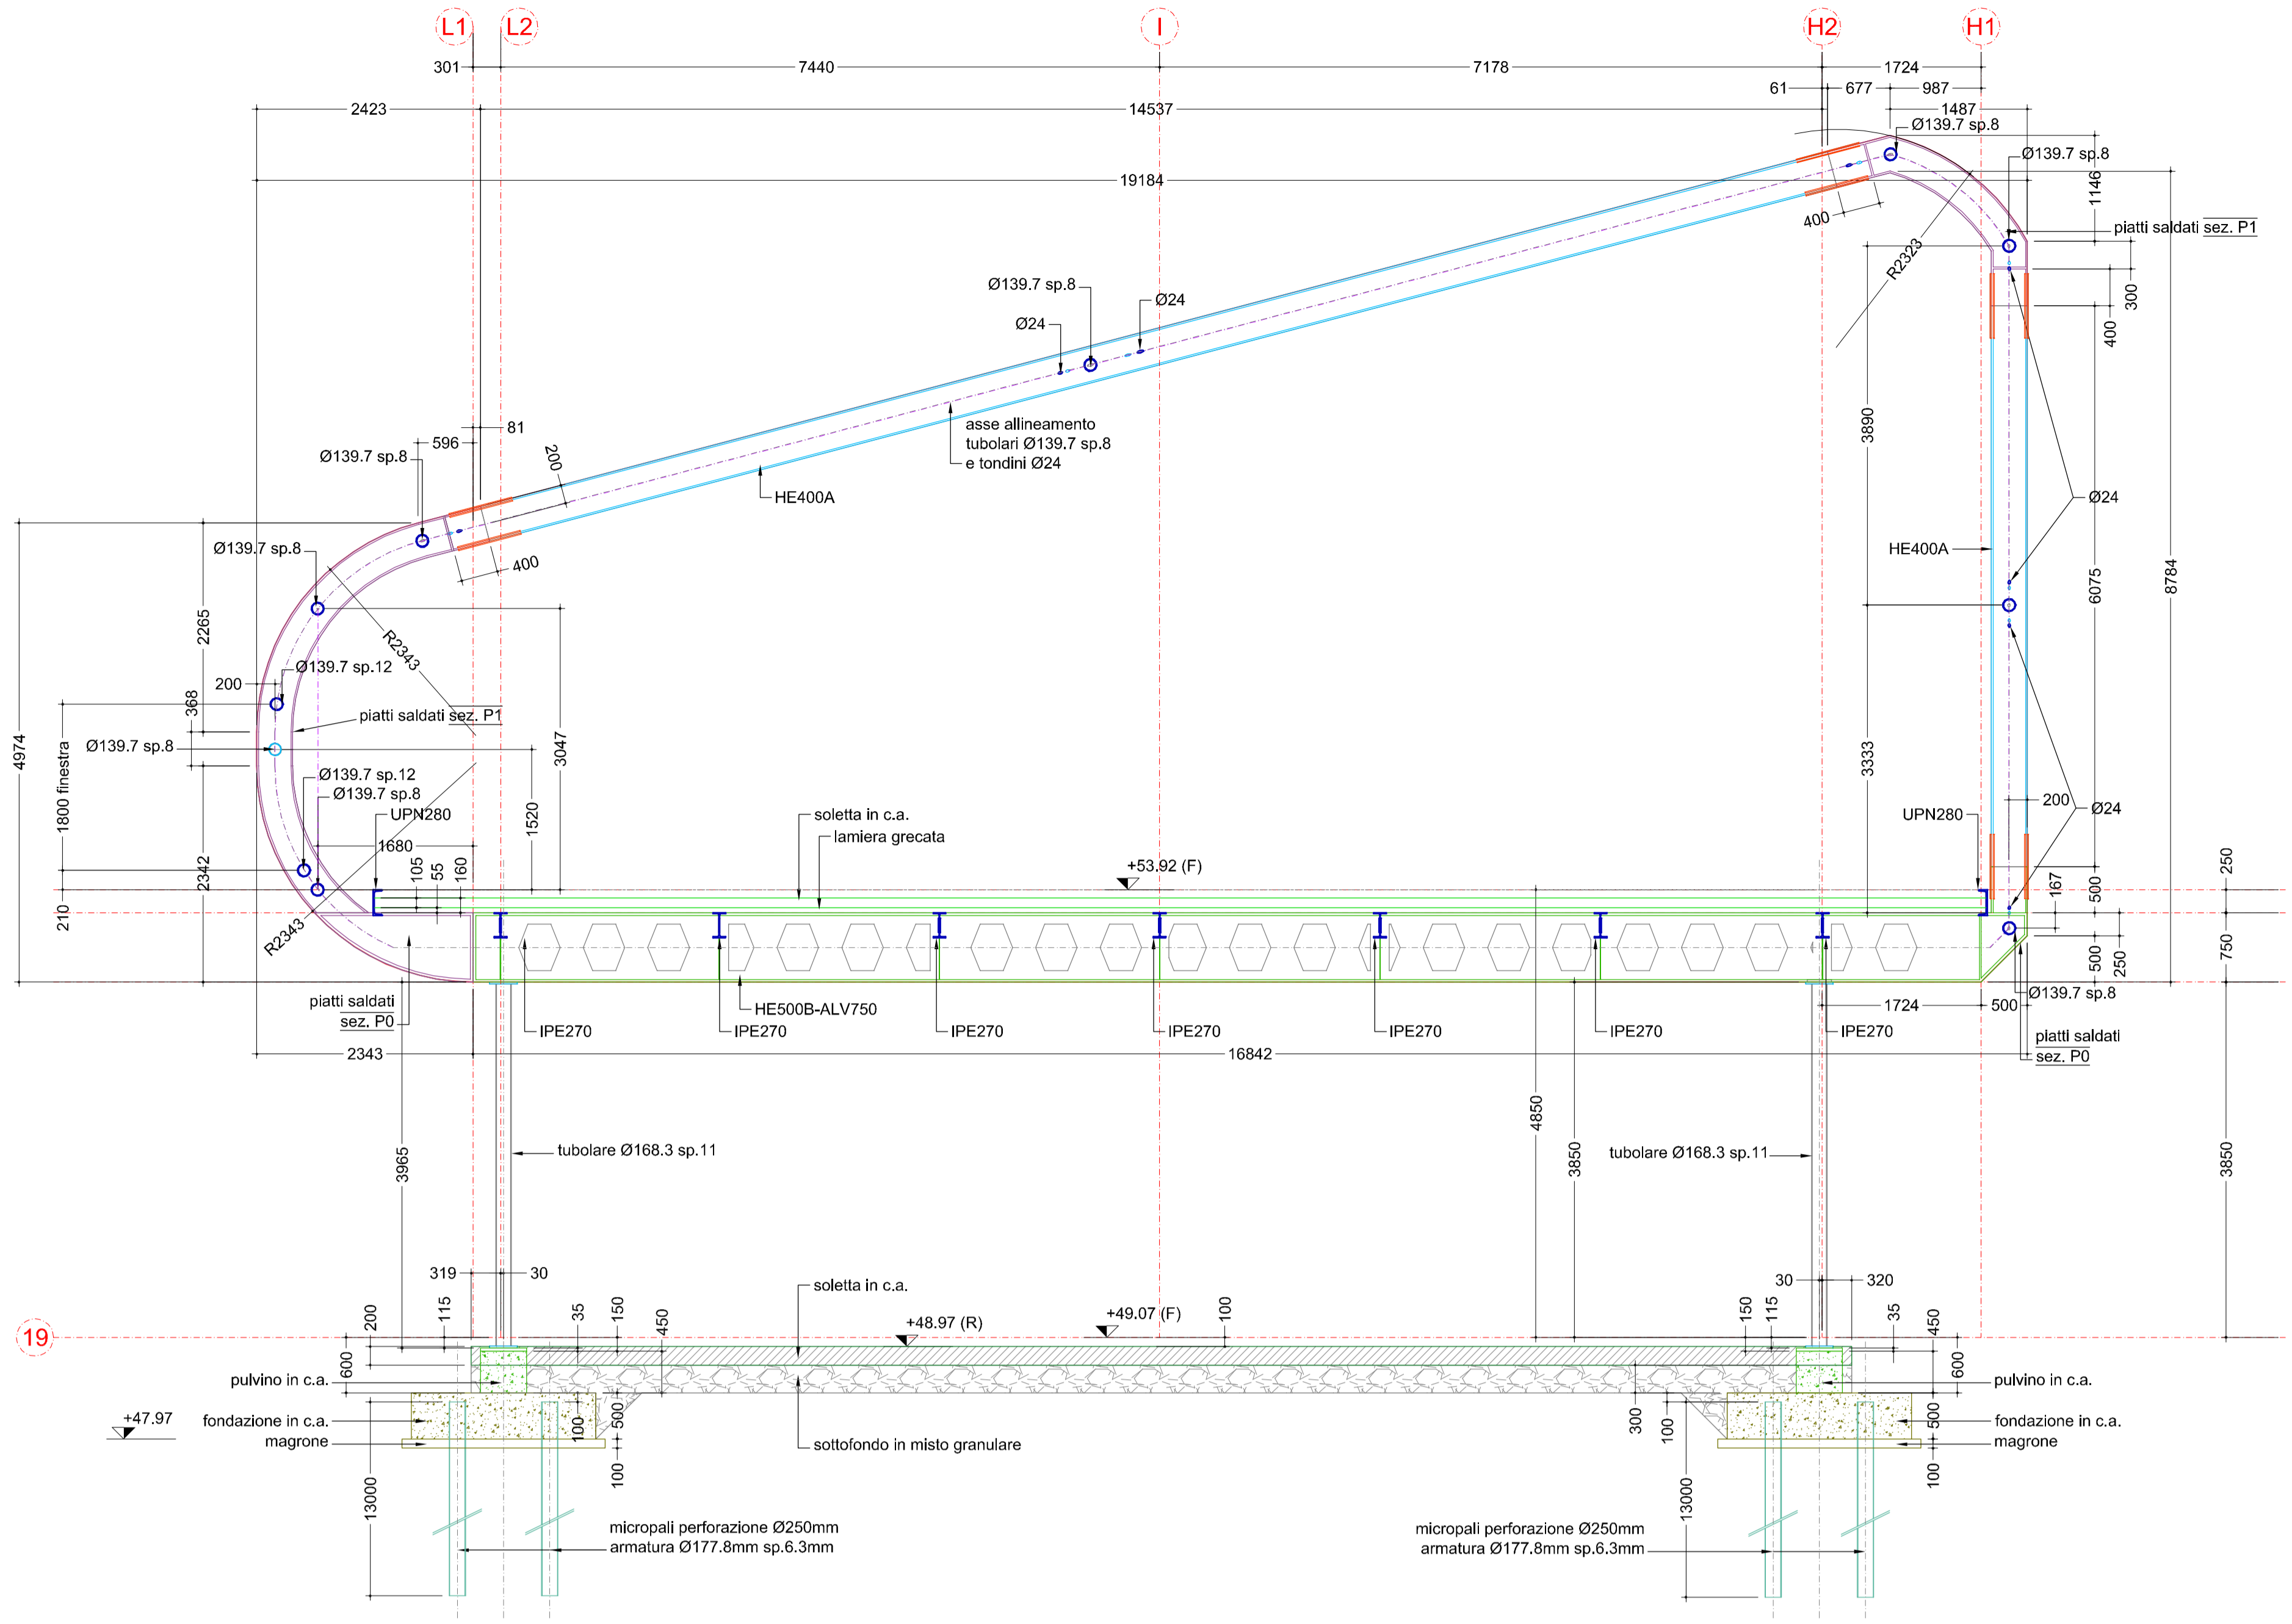 L1
L2
I
H2
H1
301
7440
7178
1724
61
677
987
2423
14537
1487
Ø139.7 sp.8
Ø139.7 sp.8
19184
1146
400
piatti saldati sez. P1
R2323
300
400
Ø139.7 sp.8
Ø24
Ø24
3890
asse allineamento
tubolari Ø139.7 sp.8
e tondini Ø24
596
81
Ø139.7 sp.8
200
HE400A
Ø24
Ø139.7 sp.8
400
HE400A
6075
8784
2265
R2343
4974
Ø139.7 sp.12
200
368
piatti saldati sez. P1
3047
Ø139.7 sp.8
1800 finestra
3333
Ø139.7 sp.12
Ø139.7 sp.8
UPN280
1520
soletta in c.a.
lamiera grecata
UPN280
200
Ø24
1680
105
55
160
2342
+53.92 (F)
250
167
500
210
R2343
750
500
250
piatti saldati
sez. P0
HE500B-ALV750
Ø139.7 sp.8
1724
500
IPE270
IPE270
IPE270
IPE270
IPE270
IPE270
IPE270
piatti saldati
sez. P0
2343
16842
4850
3965
tubolare Ø168.3 sp.11
3850
tubolare Ø168.3 sp.11
3850
319
30
soletta in c.a.
30
320
200
115
35
150
450
+48.97 (R)
+49.07 (F)
100
150
115
35
450
19
600
600
pulvino in c.a.
pulvino in c.a.
+47.97
fondazione in c.a.
magrone
100
500
sottofondo in misto granulare
300
100
500
fondazione in c.a.
magrone
100
100
13000
13000
micropali perforazione Ø250mm
armatura Ø177.8mm sp.6.3mm
micropali perforazione Ø250mm
armatura Ø177.8mm sp.6.3mm